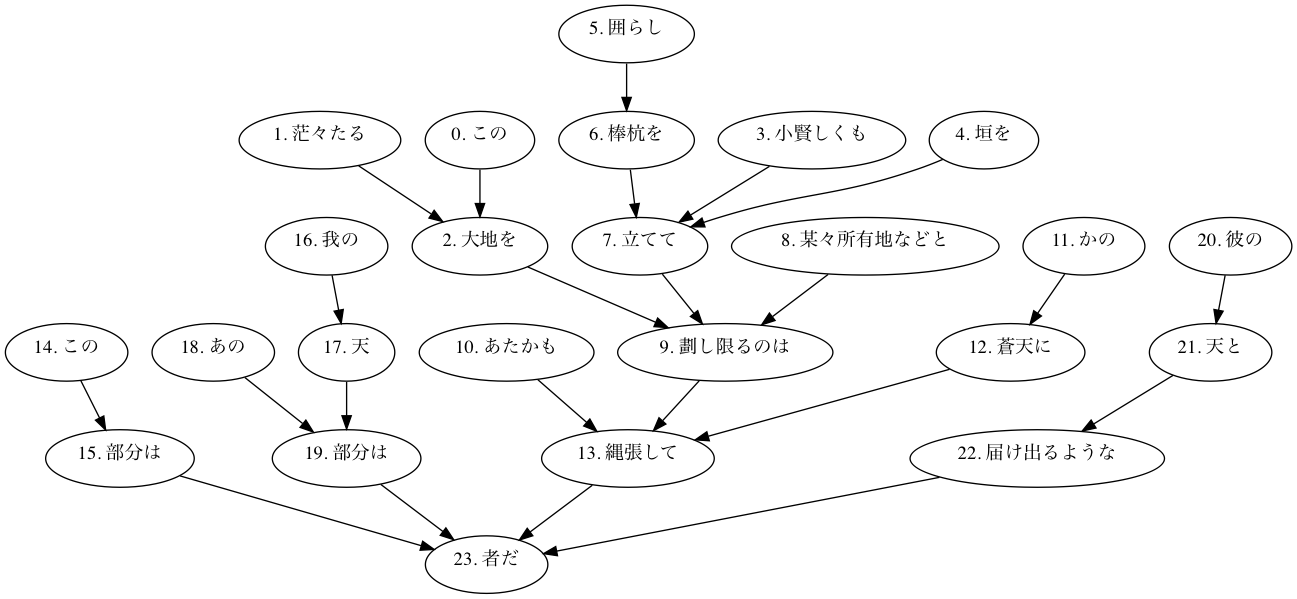 5. 囲らし
1. 茫々たる
0. この
6. 棒杭を
3. 小賢しくも
4. 垣を
16. 我の
2. 大地を
7. 立てて
8. 某々所有地などと
11. かの
20. 彼の
14. この
18. あの
17. 天
10. あたかも
9. 劃し限るのは
12. 蒼天に
21. 天と
15. 部分は
19. 部分は
13. 縄張して
22. 届け出るような
23. 者だ